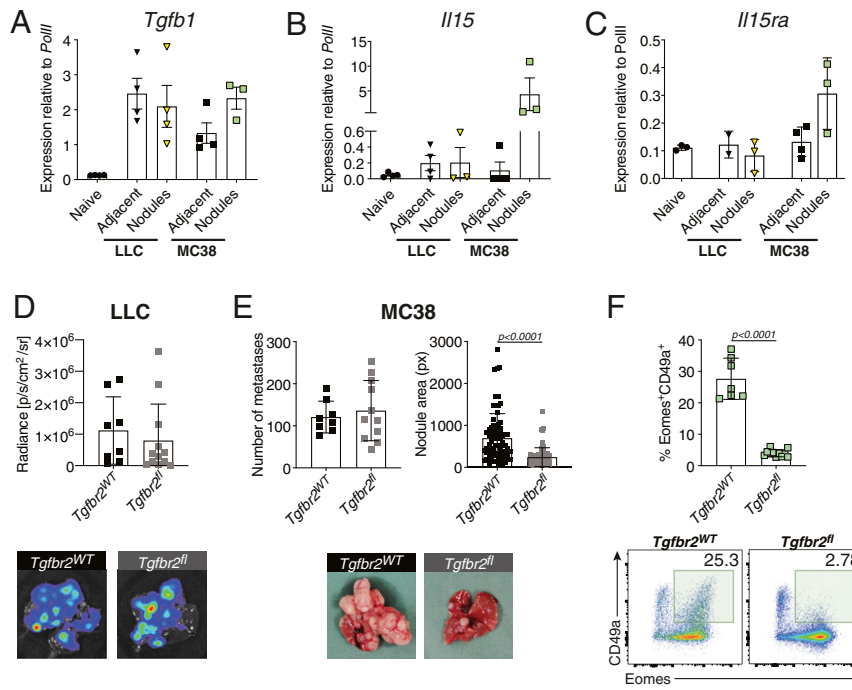 A
Tgfb1
Expression relative to PolII
4
3
2
1
0
Naive
Adjacent
Nodules
Adjacent
Nodules
LLC
MC38
B
Il15
Expression relative to PolII
15
10
5
0.6
0.4
0.2
0.0
Naive
Adjacent
Nodules
Adjacent
Nodules
LLC
MC38
C
Il15ra
Expression relative to PolII
0.5
0.4
0.3
0.2
0.1
0.0
Naive
Adjacent
Nodules
Adjacent
Nodules
LLC
MC38
D
LLC
Radiance [p/s/cm²/sr]
4×10⁶
3×10⁶
2×10⁶
1×10⁶
0
Tgfbr2WT
Tgfbr2fl
Tgfbr2WT
Tgfbr2fl
E
MC38
Number of metastases
300
200
100
0
Tgfbr2WT
Tgfbr2fl
Nodule area (px)
3000
2000
1000
0
p<0.0001
Tgfbr2WT
Tgfbr2fl
Tgfbr2WT
Tgfbr2fl
F
% Eomes⁺CD49a⁺
40
30
20
10
0
p<0.0001
Tgfbr2WT
Tgfbr2fl
Tgfbr2WT
Tgfbr2fl
25.3
2.78
CD49a
Eomes